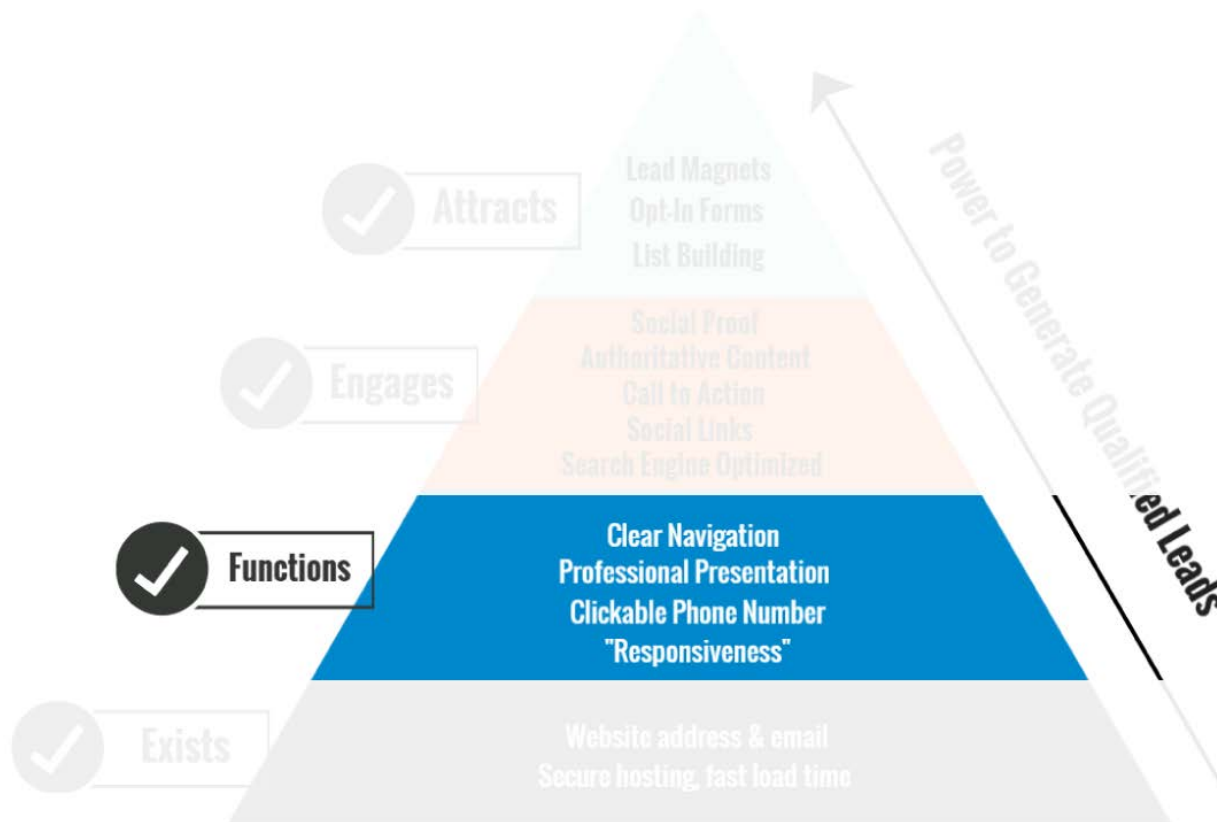 Attracts
Lead Magnets
Opt-In Forms
List Building
Power to Generate Qualified Leads
Engages
Social Proof
Authoritative Content
Call to Action
Social Links
Search Engine Optimized
Functions
Clear Navigation
Professional Presentation
Clickable Phone Number
"Responsiveness"
Exists
Website address & email
Secure hosting, fast load time